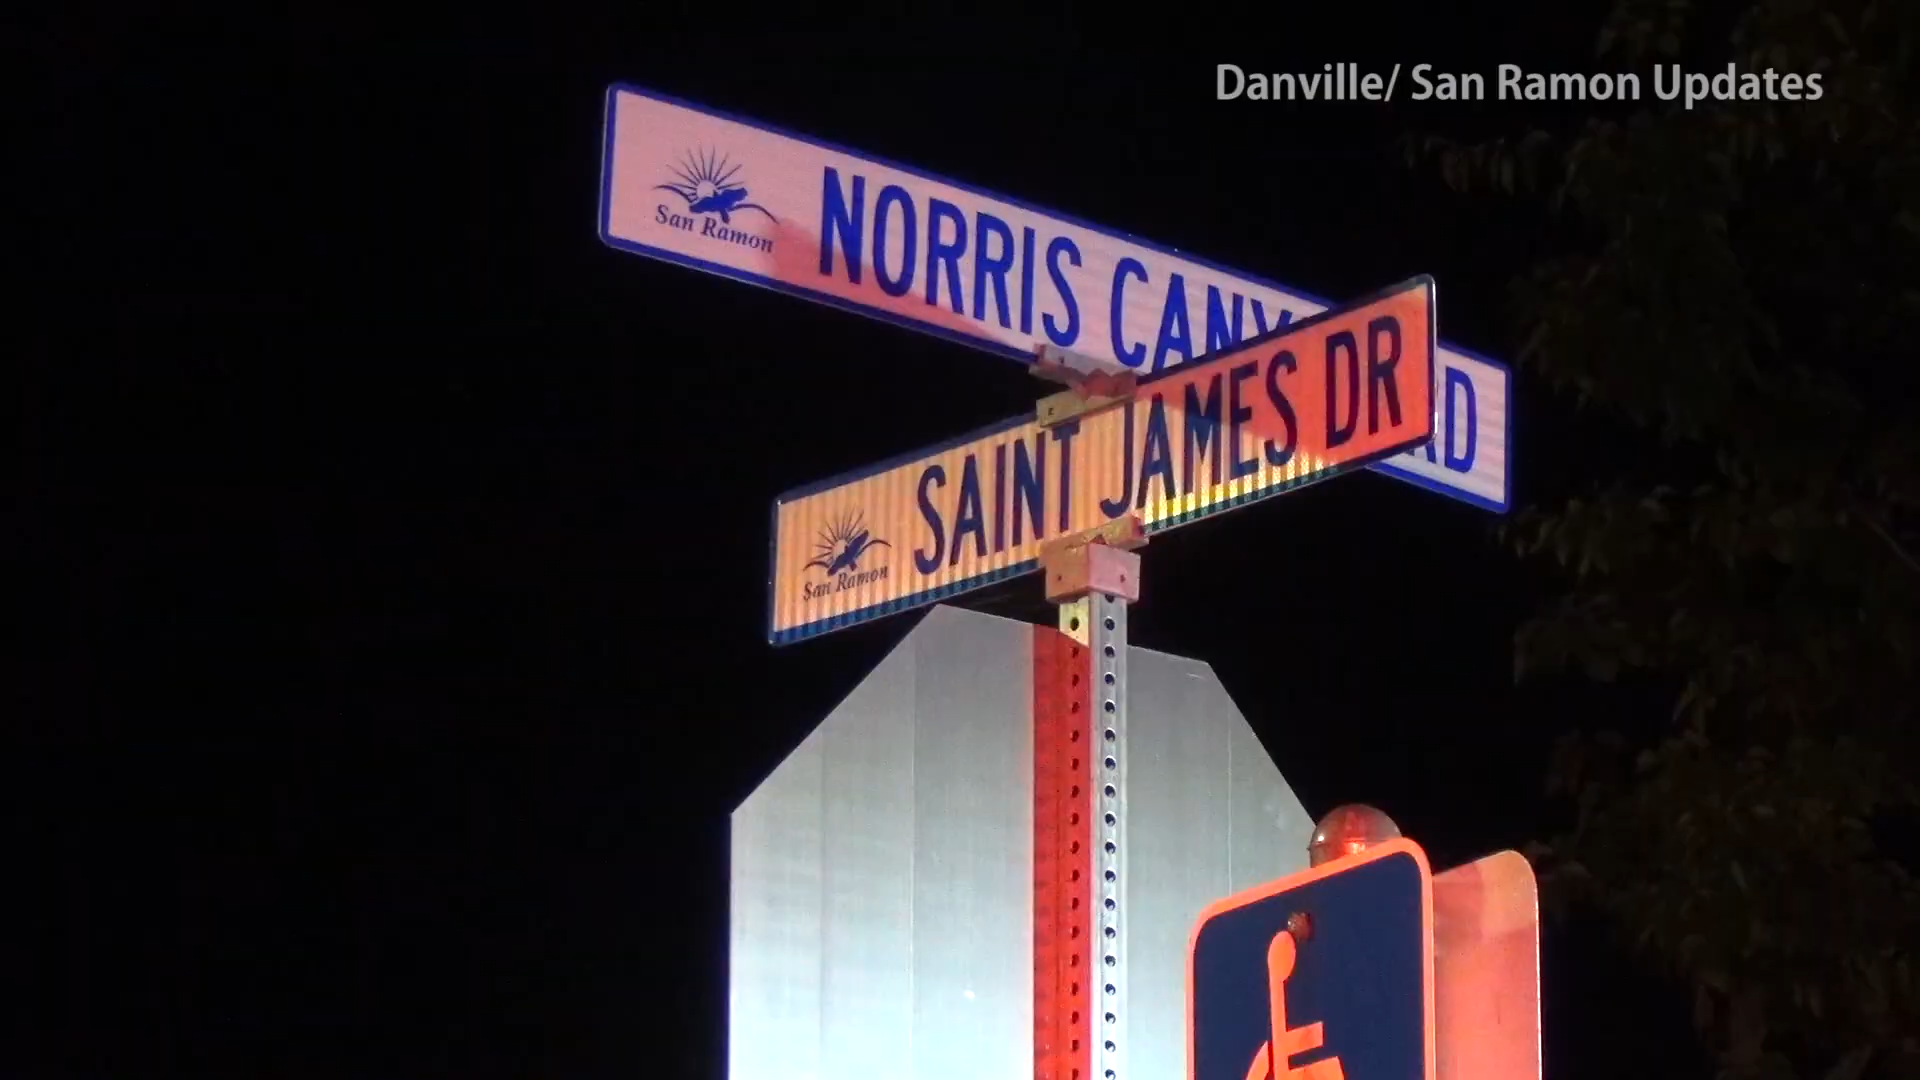 Danville/ San Ramon Updates
San Ramon
NORRIS CANY
RD
SAINT JAMES DR
San Ramon